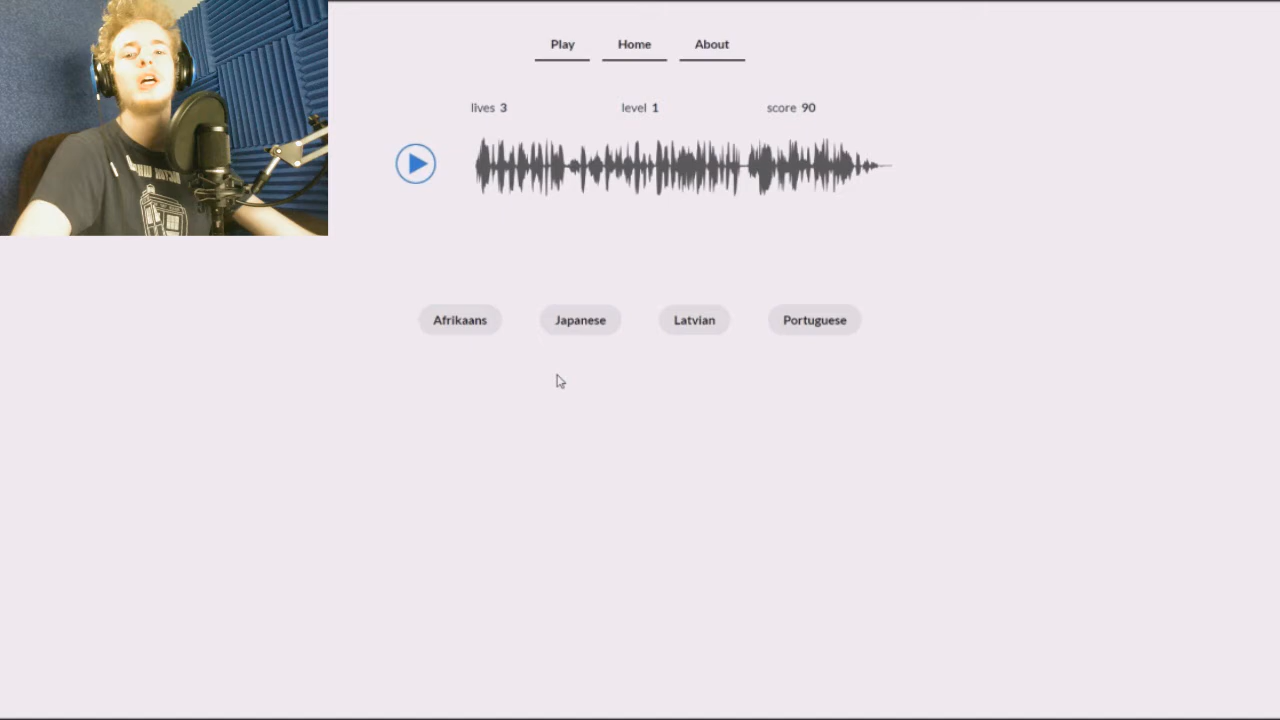 Play Home About
lives 3 level 1 score 90
Afrikaans Japanese Latvian Portuguese